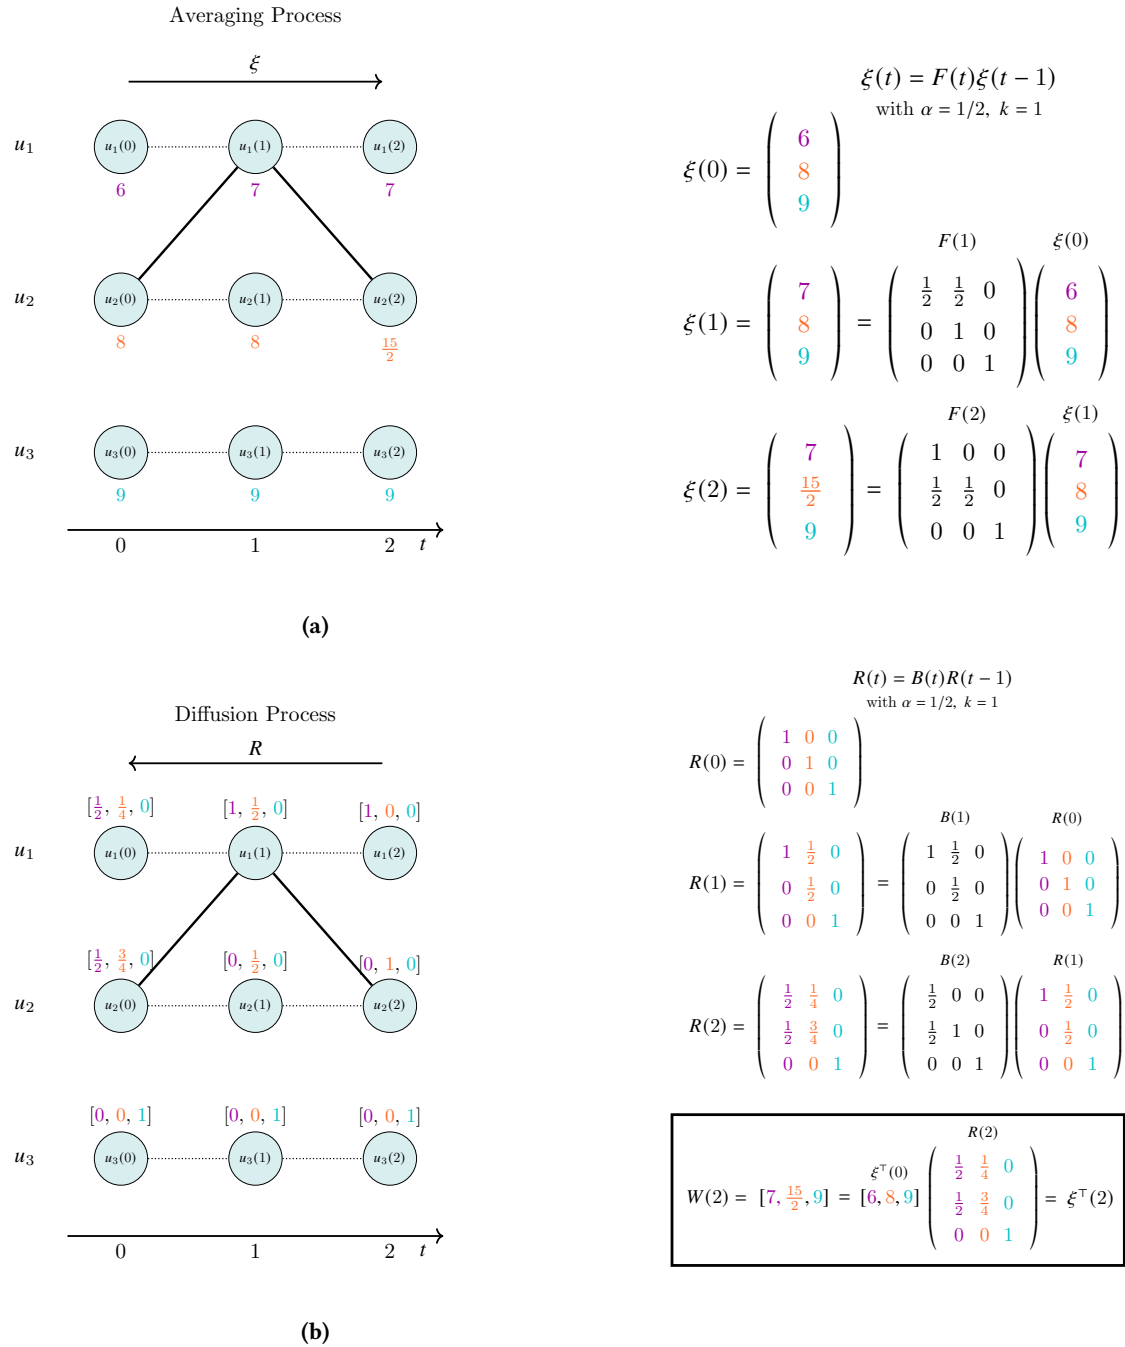 Averaging Process
ξ
u₁ u₁(0) u₁(1) u₁(2)
6 7 7
u₂ u₂(0) u₂(1) u₂(2)
8 8 15/2
u₃ u₃(0) u₃(1) u₃(2)
9 9 9
0 1 2 t
ξ(t) = F(t)ξ(t − 1)
with α = 1/2, k = 1
ξ(0) = ( 6
8
9 )
F(1) ξ(0)
ξ(1) = ( 7 8 9 ) = ( 1/2 1/2 0
0 1 0
0 0 1 ) ( 6 8 9 )
F(2) ξ(1)
ξ(2) = ( 7 15/2 9 ) = ( 1 0 0
1/2 1/2 0
0 0 1 ) ( 7 8 9 )
(a)
Diffusion Process
R
[1/2, 1/4, 0] [1, 1/2, 0] [1, 0, 0]
u₁ u₁(0) u₁(1) u₁(2)
[1/2, 3/4, 0] [0, 1/2, 0] [0, 1, 0]
u₂ u₂(0) u₂(1) u₂(2)
[0, 0, 1] [0, 0, 1] [0, 0, 1]
u₃ u₃(0) u₃(1) u₃(2)
0 1 2 t
R(t) = B(t)R(t − 1)
with α = 1/2, k = 1
R(0) = ( 1 0 0
0 1 0
0 0 1 )
B(1) R(0)
1 1/2 0 1 1/2 0 1 0 0
R(1) = 0 1/2 0 = 0 1/2 0 0 1 0
0 0 1 0 0 1 0 0 1
B(2) R(1)
1/2 1/4 0 1/2 0 0 1 1/2 0
R(2) = 1/2 3/4 0 = 1/2 1 0 0 1/2 0
0 0 1 0 0 1 0 0 1
R(2)
ξ⊤(0) 1/2 1/4 0
W(2) = [7, 15/2, 9] = [6, 8, 9] 1/2 3/4 0 = ξ⊤(2)
0 0 1
(b)